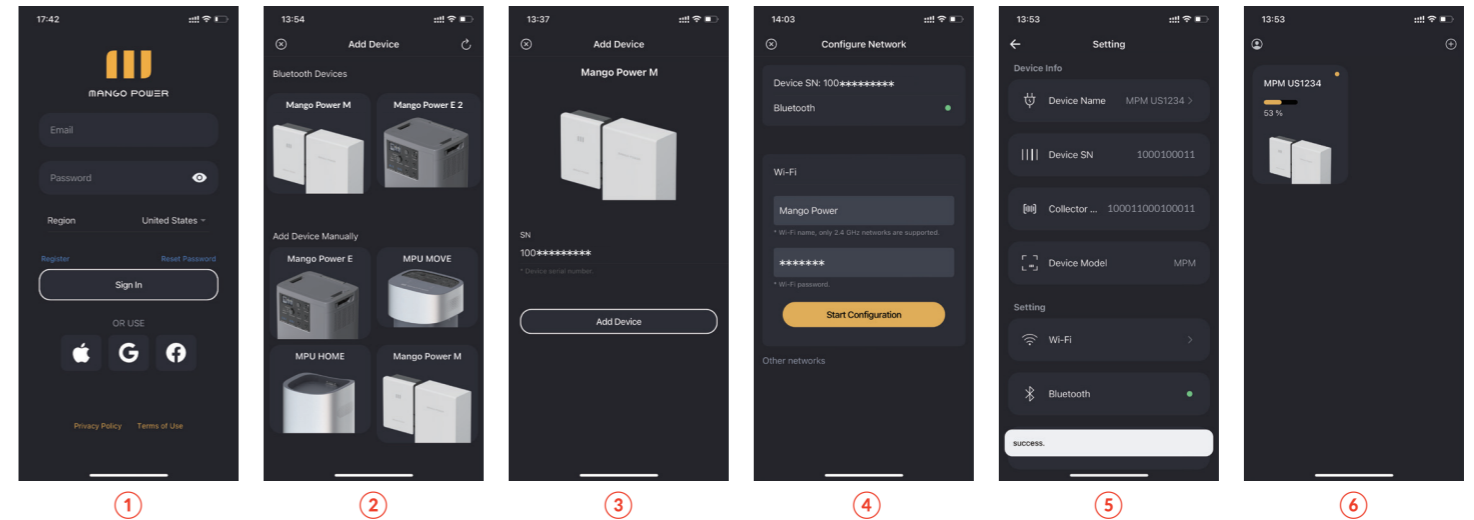 17:42
MANGO POWER
Email
Password
Region United States
Register Reset Password
Sign In
OR USE
Privacy Policy Terms of Use
1
13:54
Add Device
Bluetooth Devices
Mango Power M Mango Power E 2
Add Device Manually
Mango Power E MPU MOVE
MPU HOME Mango Power M
2
13:37
Add Device
Mango Power M
SN
100*********
* Device serial number.
Add Device
3
14:03
Configure Network
Device SN: 100*********
Bluetooth
Wi-Fi
Mango Power
* Wi-Fi name, only 2.4 GHz networks are supported.
*******
* Wi-Fi password.
Start Configuration
Other networks
4
13:53
Setting
Device Info
Device Name MPM US1234 >
Device SN 1000100011
Collector ... 100011000100011
Device Model MPM
Setting
Wi-Fi >
Bluetooth
success.
5
13:53
MPM US1234
53 %
6